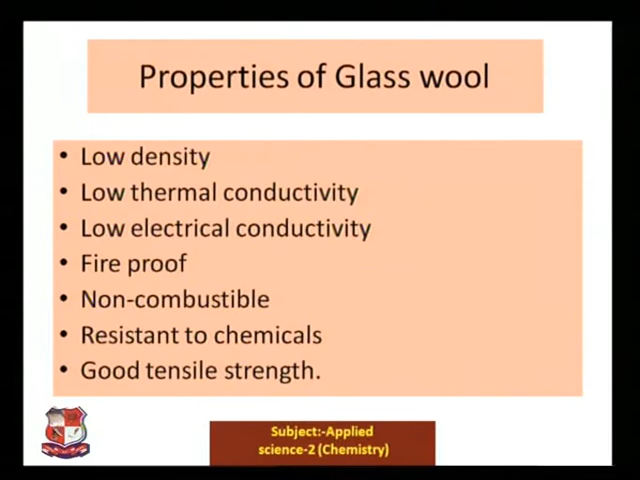 Properties of Glass wool
• Low density
• Low thermal conductivity
• Low electrical conductivity
• Fire proof
• Non-combustible
• Resistant to chemicals
• Good tensile strength.
Subject:-Applied
science-2 (Chemistry)